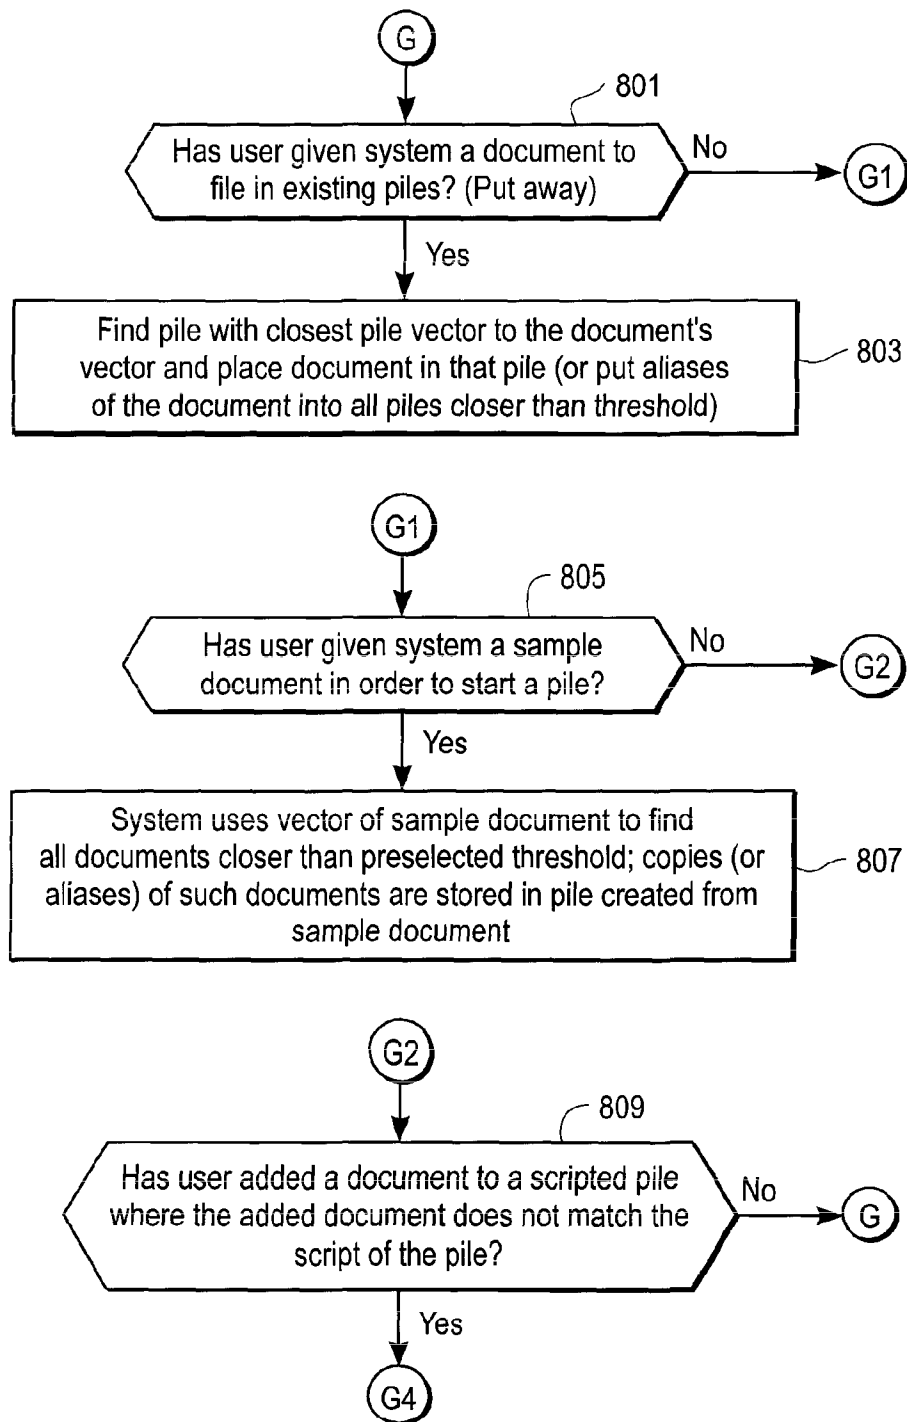 G
801
Has user given system a document to
file in existing piles? (Put away)
No
G1
Yes
Find pile with closest pile vector to the document's
vector and place document in that pile (or put aliases
of the document into all piles closer than threshold)
803
G1
805
Has user given system a sample
document in order to start a pile?
No
G2
Yes
System uses vector of sample document to find
all documents closer than preselected threshold; copies (or
aliases) of such documents are stored in pile created from
sample document
807
G2
809
Has user added a document to a scripted pile
where the added document does not match the
script of the pile?
No
G
Yes
G4